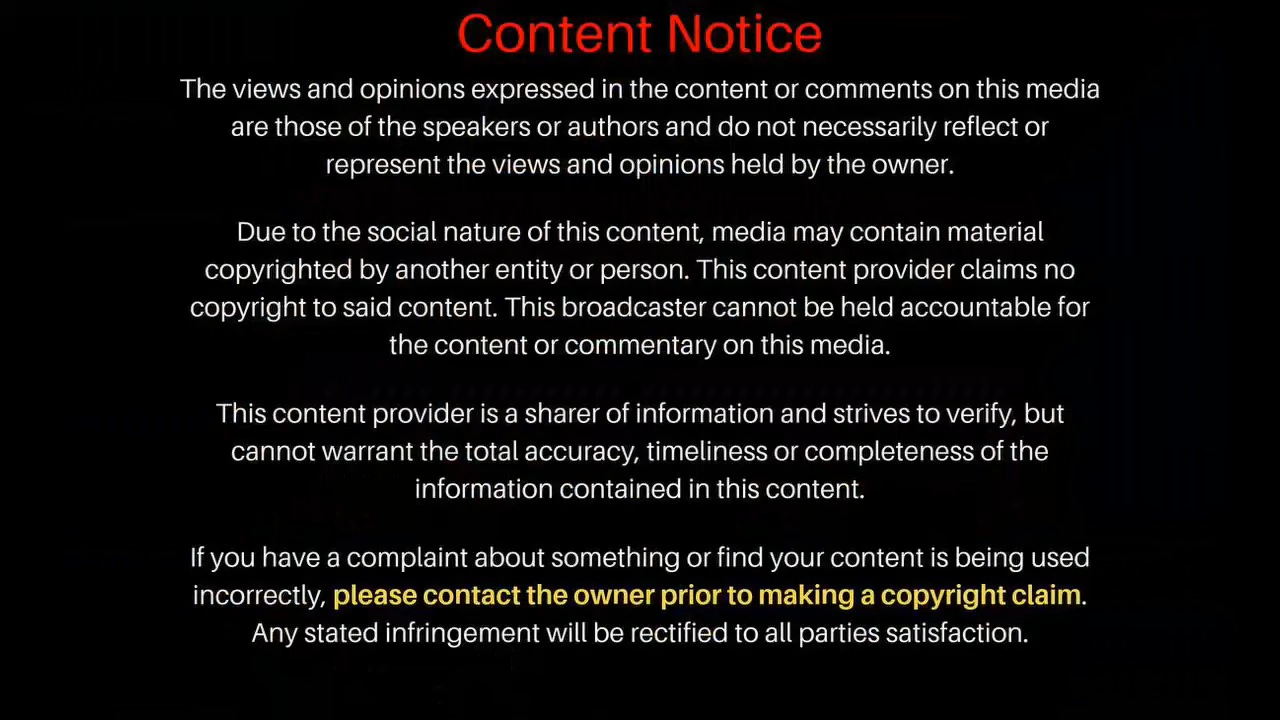 Content Notice
The views and opinions expressed in the content or comments on this media
are those of the speakers or authors and do not necessarily reflect or
represent the views and opinions held by the owner.
Due to the social nature of this content, media may contain material
copyrighted by another entity or person. This content provider claims no
copyright to said content. This broadcaster cannot be held accountable for
the content or commentary on this media.
This content provider is a sharer of information and strives to verify, but
cannot warrant the total accuracy, timeliness or completeness of the
information contained in this content.
If you have a complaint about something or find your content is being used
incorrectly, please contact the owner prior to making a copyright claim.
Any stated infringement will be rectified to all parties satisfaction.